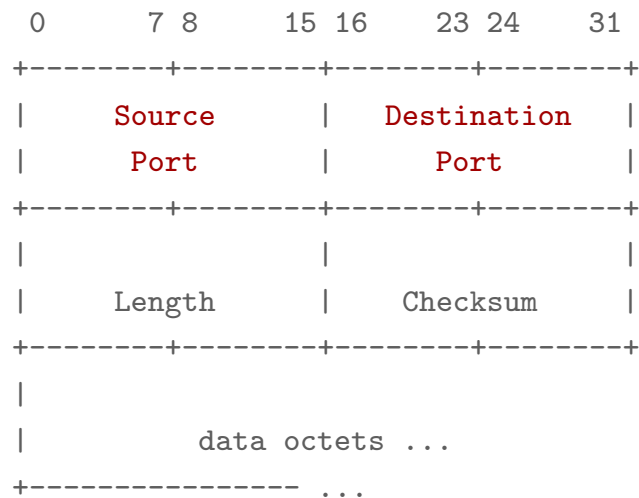 0      7 8     15 16    23 24    31
+--------+--------+--------+--------+
|     Source      |   Destination   |
|      Port       |      Port       |
+--------+--------+--------+--------+
|                 |                 |
|     Length      |    Checksum     |
+--------+--------+--------+--------+
|
|          data octets ...
+---------------- ...